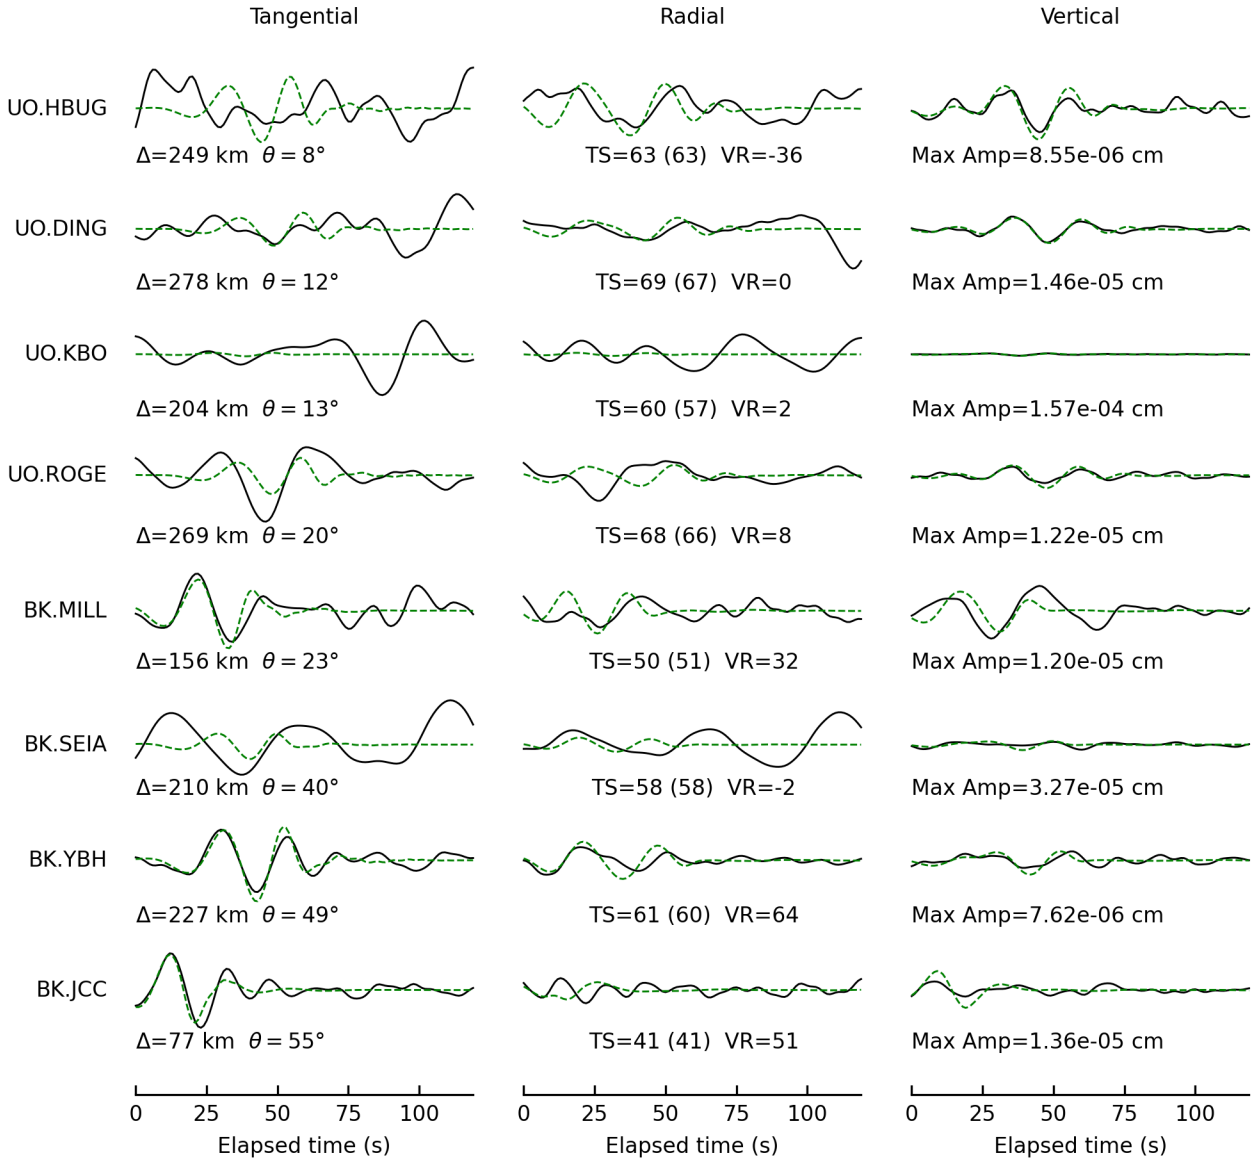 Tangential Radial Vertical
UO.HBUG
Δ=249 km θ = 8° TS=63 (63) VR=-36 Max Amp=8.55e-06 cm
UO.DING
Δ=278 km θ = 12° TS=69 (67) VR=0 Max Amp=1.46e-05 cm
UO.KBO
Δ=204 km θ = 13° TS=60 (57) VR=2 Max Amp=1.57e-04 cm
UO.ROGE
Δ=269 km θ = 20° TS=68 (66) VR=8 Max Amp=1.22e-05 cm
BK.MILL
Δ=156 km θ = 23° TS=50 (51) VR=32 Max Amp=1.20e-05 cm
BK.SEIA
Δ=210 km θ = 40° TS=58 (58) VR=-2 Max Amp=3.27e-05 cm
BK.YBH
Δ=227 km θ = 49° TS=61 (60) VR=64 Max Amp=7.62e-06 cm
BK.JCC
Δ=77 km θ = 55° TS=41 (41) VR=51 Max Amp=1.36e-05 cm
0 25 50 75 100 0 25 50 75 100 0 25 50 75 100
Elapsed time (s) Elapsed time (s) Elapsed time (s)